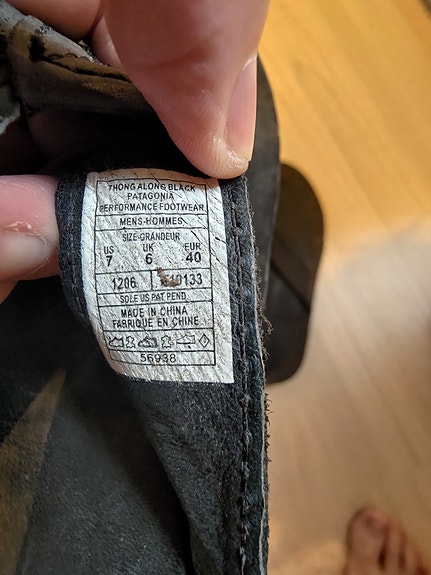 THONG ALONG BLACK
PATAGONIA
PERFORMANCE FOOTWEAR
MENS-HOMMES
SIZE-GRANDEUR
US UK EUR
7 6 40
1206
SOLE US PAT PEND
MADE IN CHINA
FABRIQUE EN CHINE
56938